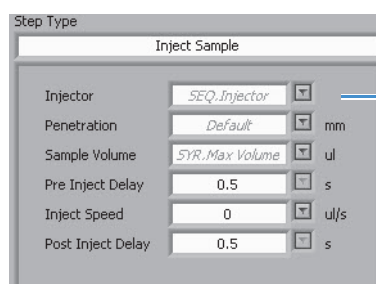 Step Type
Inject Sample
Injector SEQ.Injector
Penetration Default mm
Sample Volume SYR.Max Volume ul
Pre Inject Delay 0.5 s
Inject Speed 0 ul/s
Post Inject Delay 0.5 s